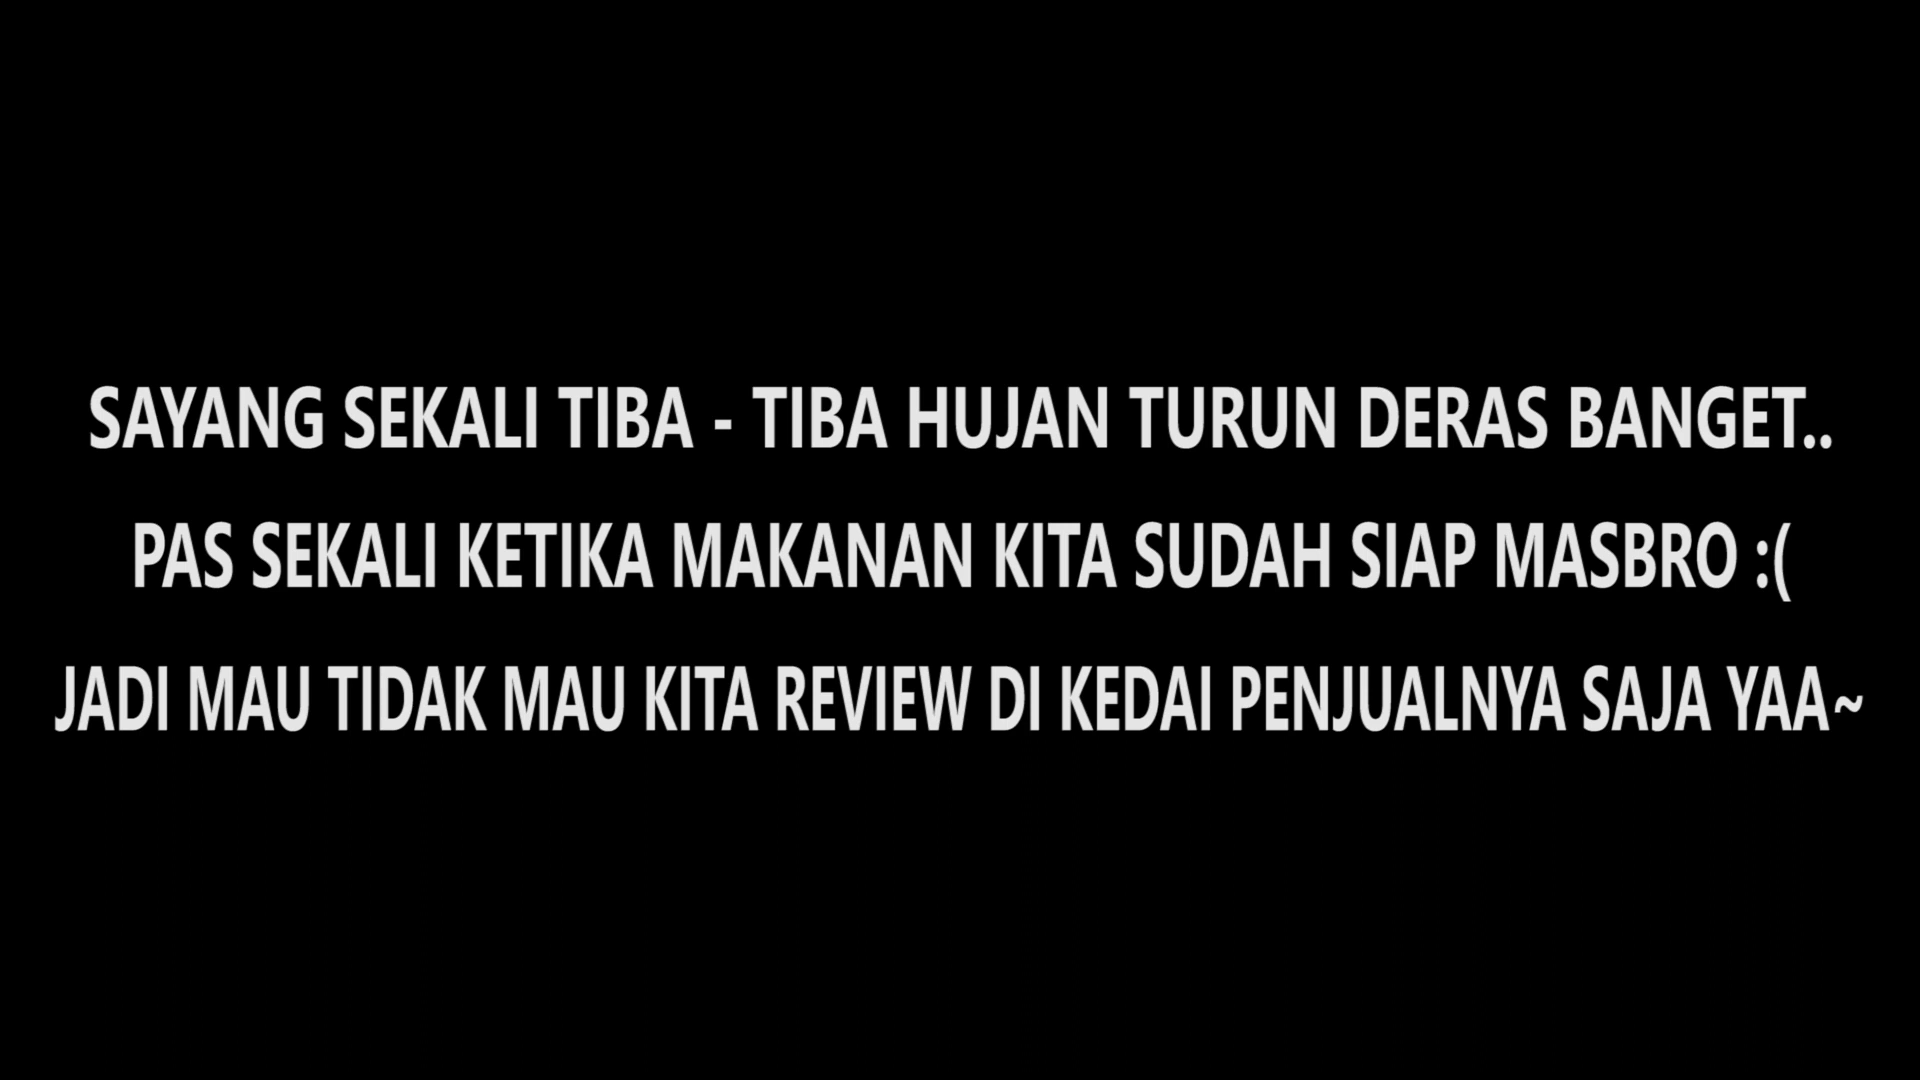 SAYANG SEKALI TIBA - TIBA HUJAN TURUN DERAS BANGET..
PAS SEKALI KETIKA MAKANAN KITA SUDAH SIAP MASBRO :(
JADI MAU TIDAK MAU KITA REVIEW DI KEDAI PENJUALNYA SAJA YAA~